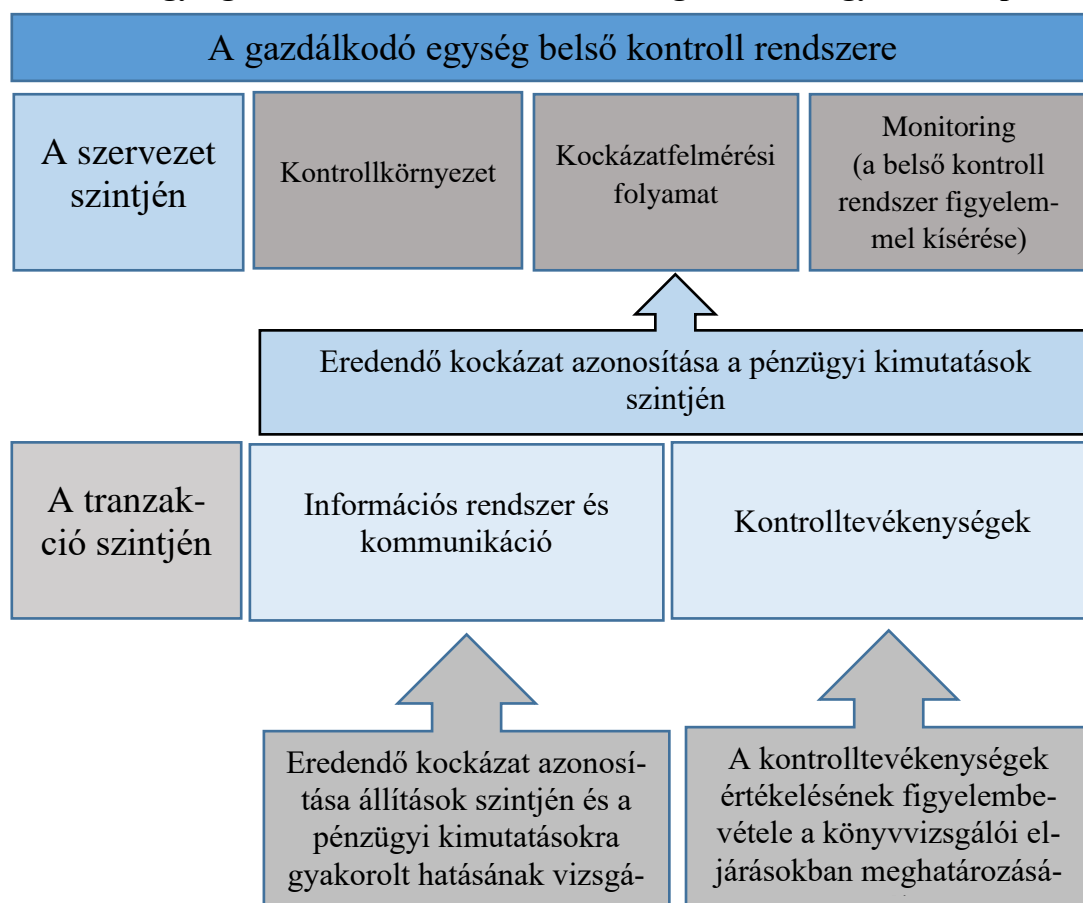 A gazdálkodó egység belső kontroll rendszere
A szervezet
szintjén
Kontrollkörnyezet
Kockázatfelmérési
folyamat
Monitoring
(a belső kontroll
rendszer figyelem-
mel kísérése)
Eredendő kockázat azonosítása a pénzügyi kimutatások
szintjén
A tranzak-
ció szintjén
Információs rendszer és
kommunikáció
Kontrolltevékenységek
Eredendő kockázat azonosí-
tása állítások szintjén és a
pénzügyi kimutatásokra
gyakorolt hatásának vizsgá-
A kontrolltevékenységek
értékelésének figyelembe-
vétele a könyvvizsgálói el-
járásokban meghatározásá-